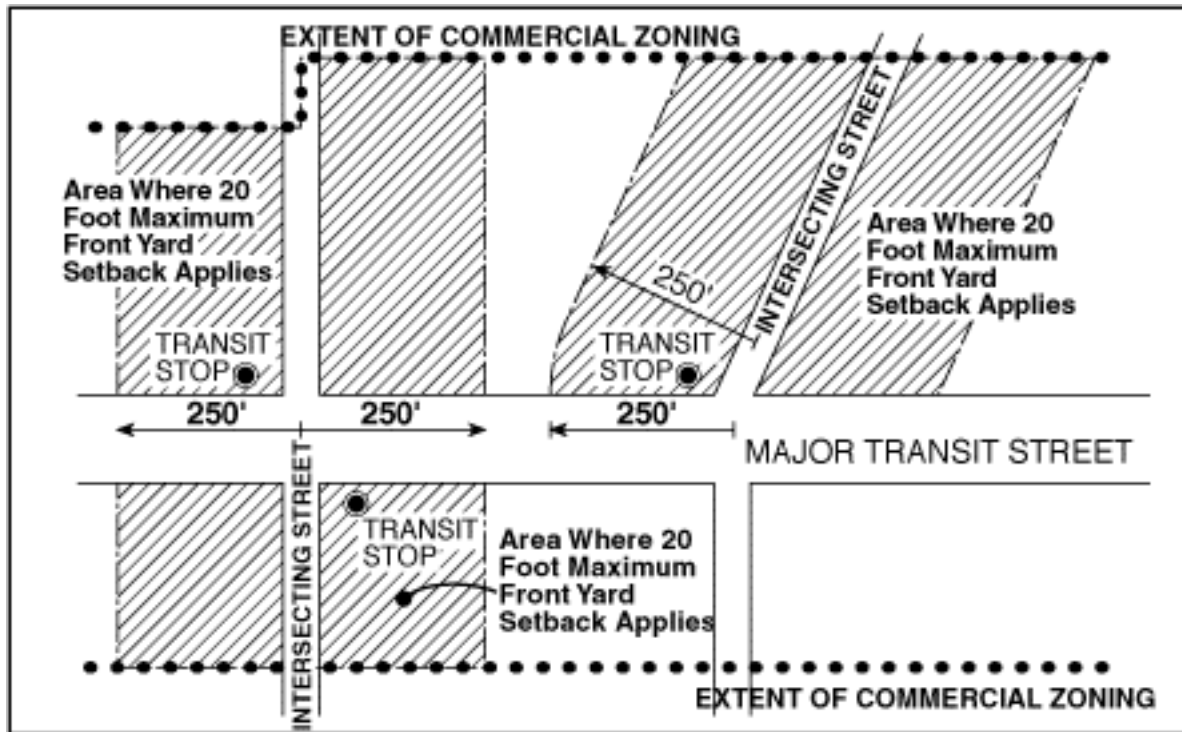 EXTENT OF COMMERCIAL ZONING
Area Where 20
Foot Maximum
Front Yard
Setback Applies
TRANSIT
STOP
250'
250'
INTERSECTING STREET
250'
TRANSIT
STOP
250'
INTERSECTING STREET
Area Where 20
Foot Maximum
Front Yard
Setback Applies
MAJOR TRANSIT STREET
TRANSIT
STOP
Area Where 20
Foot Maximum
Front Yard
Setback Applies
EXTENT OF COMMERCIAL ZONING